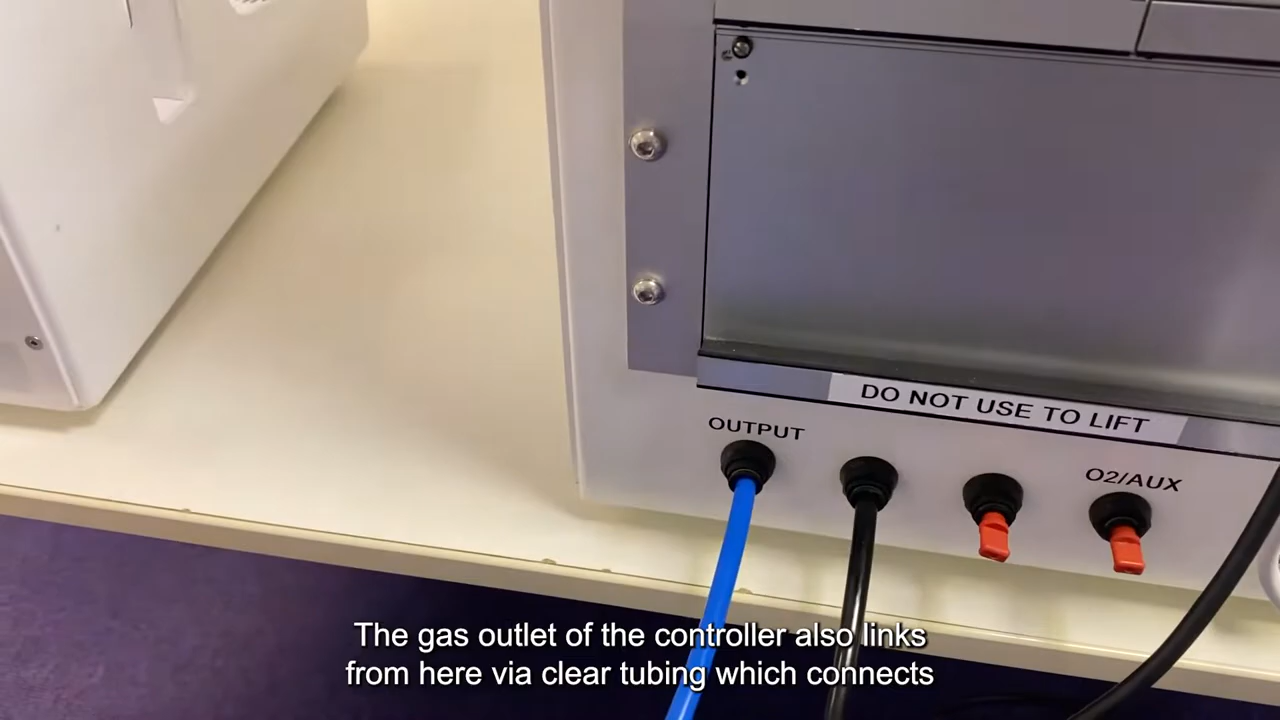 DO NOT USE TO LIFT
OUTPUT
O2/AUX
The gas outlet of the controller also links
from here via clear tubing which connects